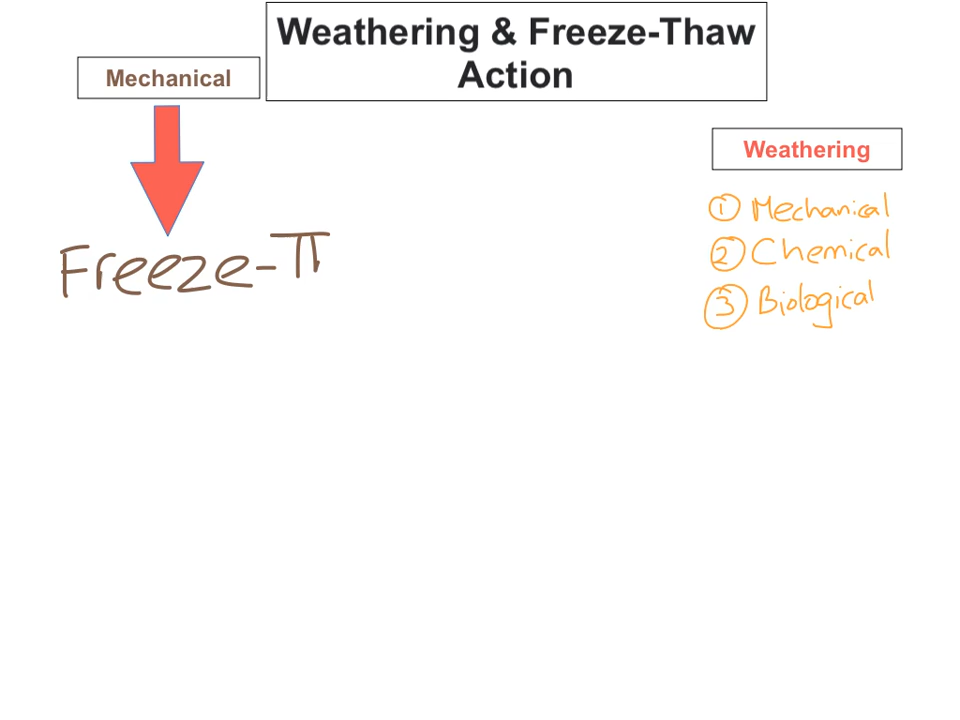 Weathering & Freeze-Thaw
Action
Mechanical
Weathering
① Mechanical
② Chemical
③ Biological
Freeze-T